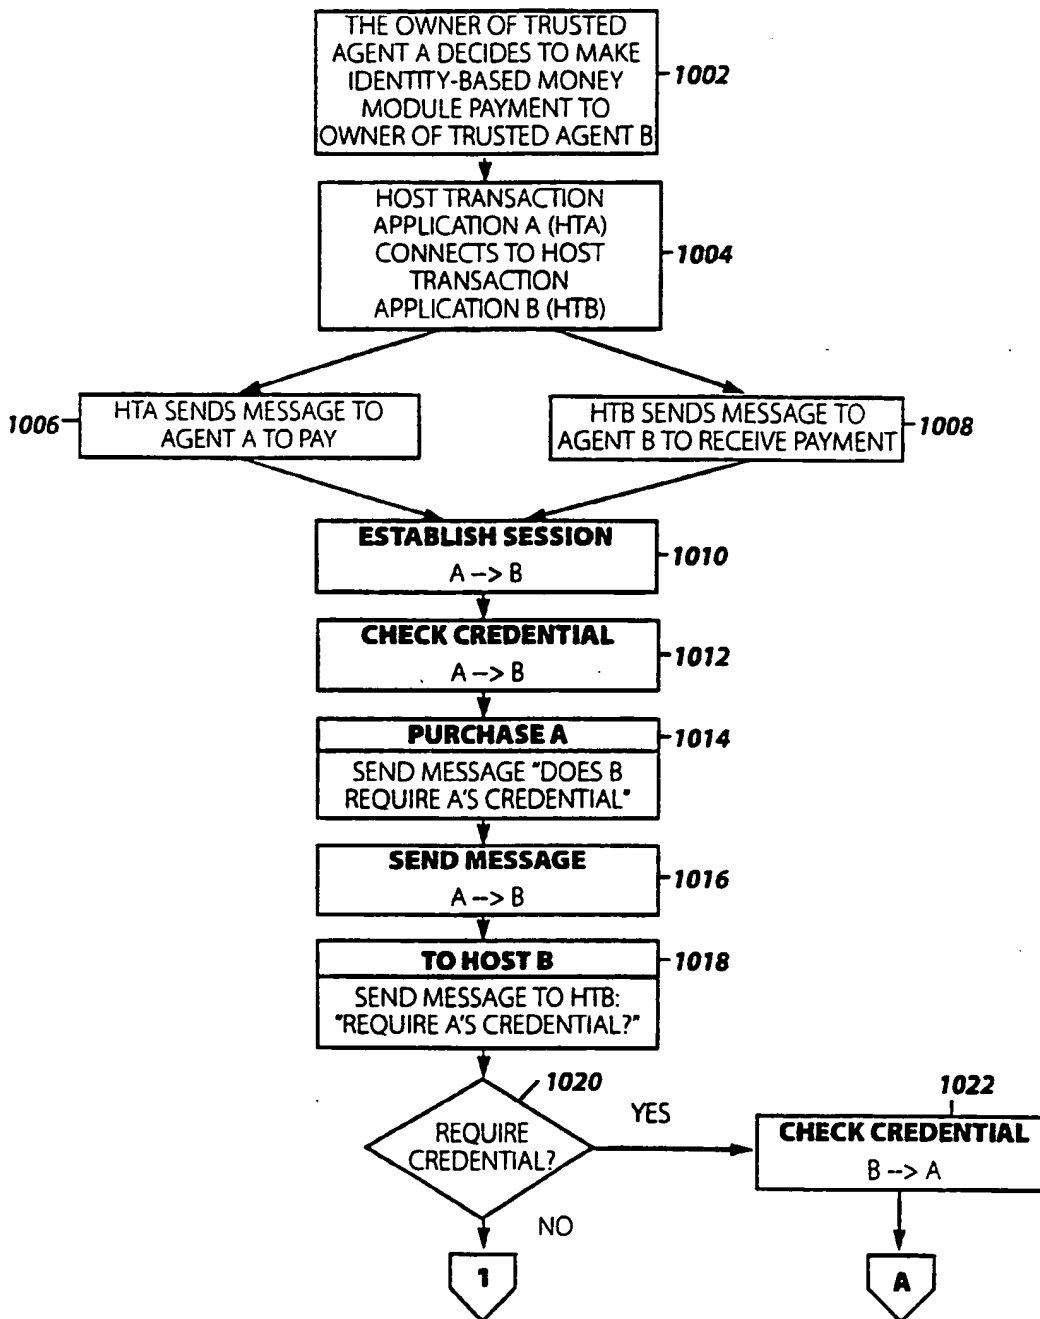 THE OWNER OF TRUSTED
AGENT A DECIDES TO MAKE
IDENTITY-BASED MONEY
MODULE PAYMENT TO
OWNER OF TRUSTED AGENT B
1002
HOST TRANSACTION
APPLICATION A (HTA)
CONNECTS TO HOST
TRANSACTION
APPLICATION B (HTB)
1004
1006
HTA SENDS MESSAGE TO
AGENT A TO PAY
HTB SENDS MESSAGE TO
AGENT B TO RECEIVE PAYMENT
1008
ESTABLISH SESSION
A --> B
1010
CHECK CREDENTIAL
A --> B
1012
PURCHASE A
1014
SEND MESSAGE "DOES B
REQUIRE A'S CREDENTIAL"
SEND MESSAGE
A --> B
1016
TO HOST B
1018
SEND MESSAGE TO HTB:
"REQUIRE A'S CREDENTIAL?"
1020
REQUIRE
CREDENTIAL?
YES
1022
CHECK CREDENTIAL
B --> A
NO
1
A